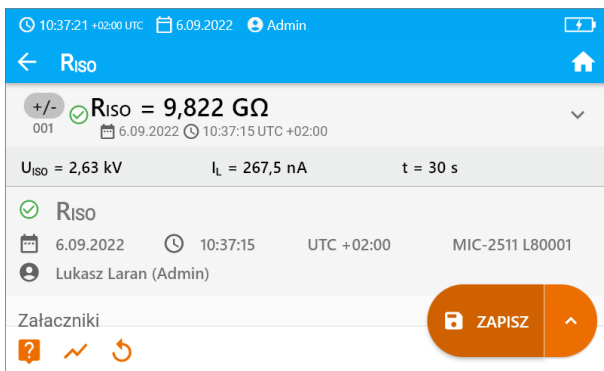 10:37:21 +02:00 UTC 6.09.2022 Admin
RISO
+/- RISO = 9,822 GΩ
001 6.09.2022 10:37:15 UTC +02:00
UISO = 2,63 kV IL = 267,5 nA t = 30 s
RISO
6.09.2022 10:37:15 UTC +02:00 MIC-2511 L80001
Lukasz Laran (Admin)
Załaczniki
ZAPISZ